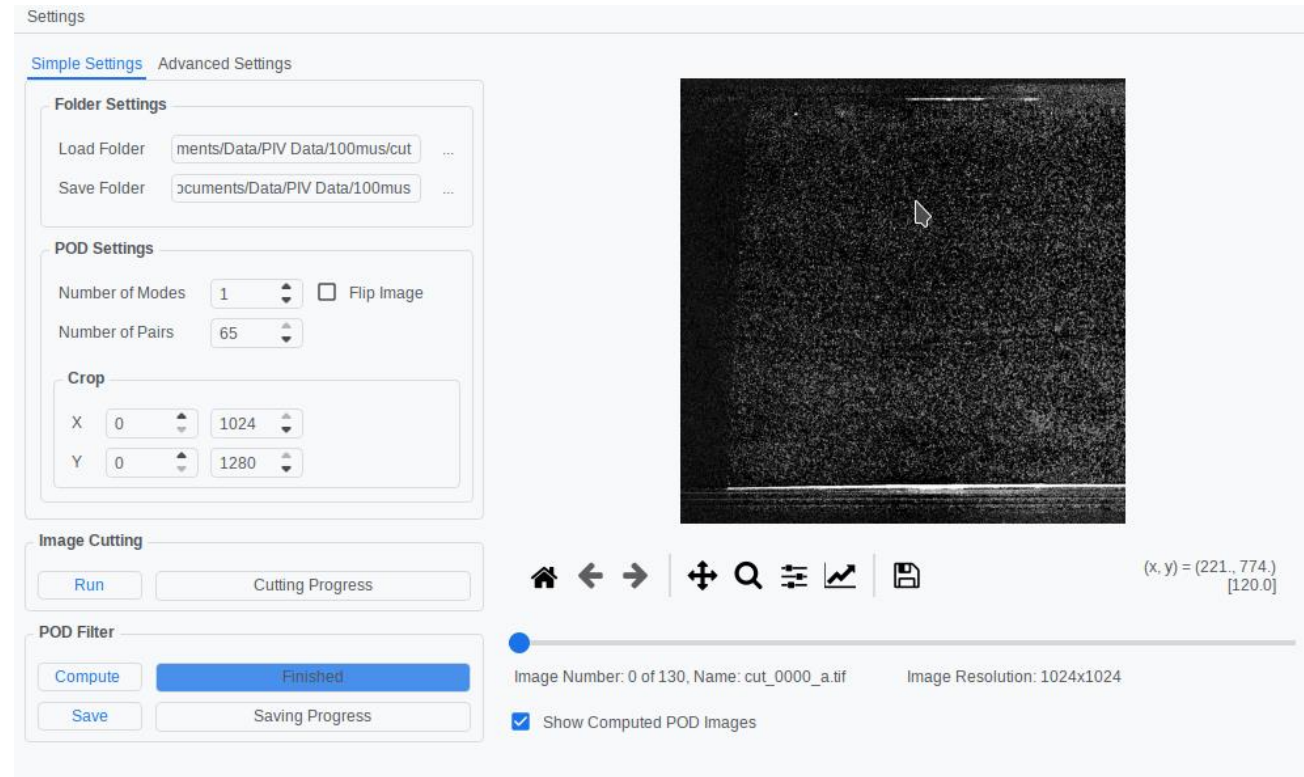 Settings
Simple Settings Advanced Settings
Folder Settings
Load Folder ments/Data/PIV Data/100mus/cut ...
Save Folder ocuments/Data/PIV Data/100mus ...
POD Settings
Number of Modes 1 Flip Image
Number of Pairs 65
Crop
X 0 1024
Y 0 1280
Image Cutting
Run Cutting Progress
POD Filter
Compute Finished
Save Saving Progress
(x, y) = (221., 774.)
[120.0]
Image Number: 0 of 130, Name: cut_0000_a.tif Image Resolution: 1024x1024
Show Computed POD Images